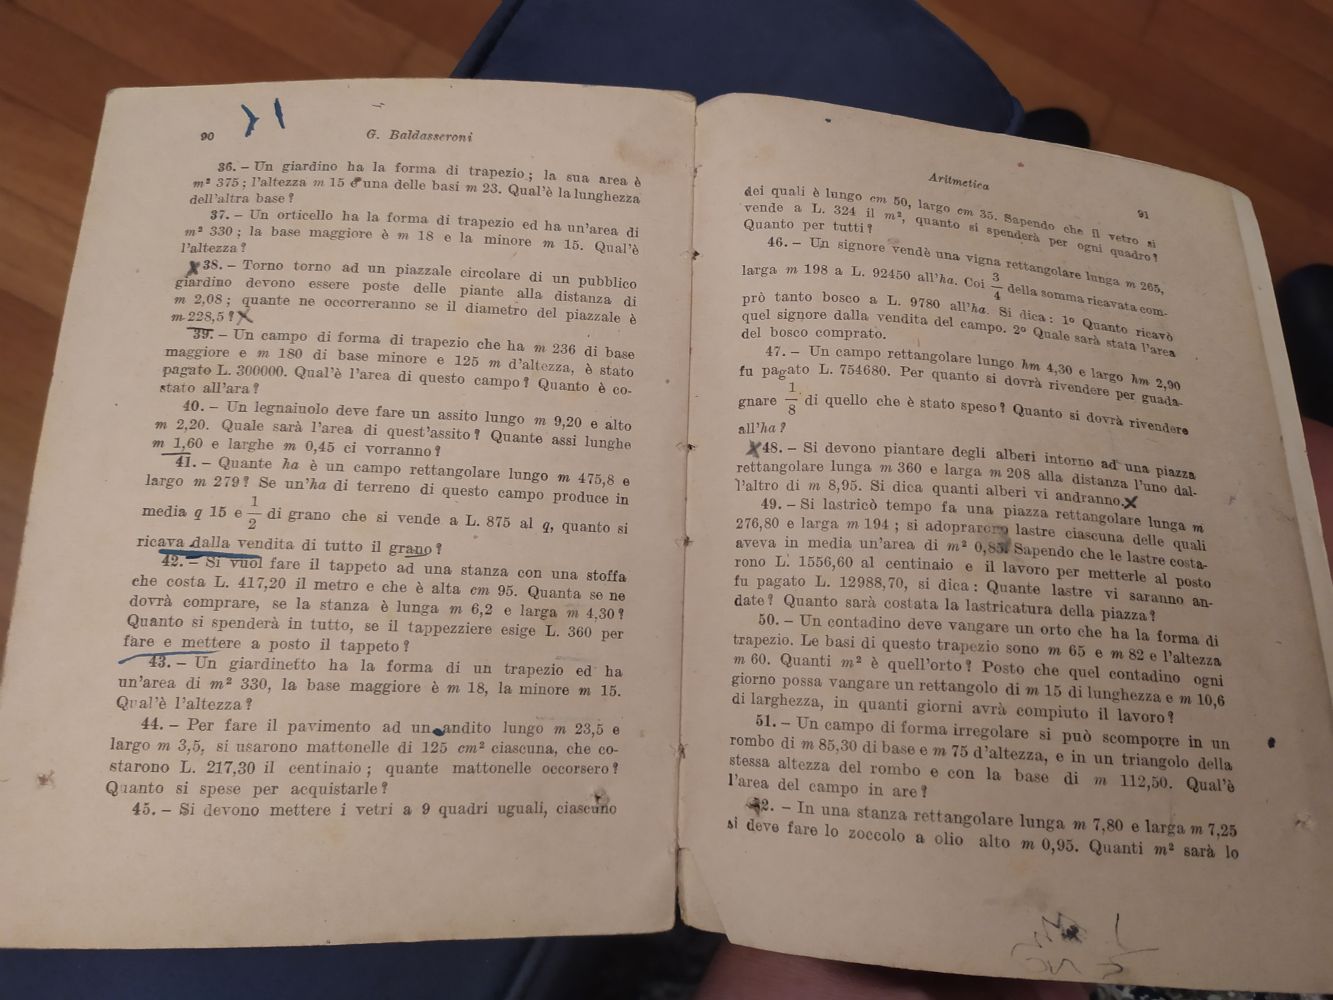 90
G. Baldasseroni
36. – Un giardino ha la forma di trapezio; la sua area è
m² 375; l'altezza m 15 e una delle basi m 23. Qual'è la lunghezza
dell'altra base?
37. – Un orticello ha la forma di trapezio ed ha un'area di
m² 330; la base maggiore è m 18 e la minore m 15. Qual'è
l'altezza?
38. – Torno torno ad un piazzale circolare di un pubblico
giardino devono essere poste delle piante alla distanza di
m 2,08; quante ne occorreranno se il diametro del piazzale è
m 228,5?
39. – Un campo di forma di trapezio che ha m 236 di base
maggiore e m 180 di base minore e 125 m d'altezza, è stato
pagato L. 300000. Qual'è l'area di questo campo? Quanto è co-
stato all'ara?
40. – Un legnaiuolo deve fare un assito lungo m 9,20 e alto
m 2,20. Quale sarà l'area di quest'assito? Quante assi lunghe
m 1,60 e larghe m 0,45 ci vorranno?
41. – Quante ha è un campo rettangolare lungo m 475,8 e
largo m 279? Se un'ha di terreno di questo campo produce in
media q 15 e 1/2 di grano che si vende a L. 875 al q, quanto si
ricava dalla vendita di tutto il grano?
42. – Si vuol fare il tappeto ad una stanza con una stoffa
che costa L. 417,20 il metro e che è alta cm 95. Quanta se ne
dovrà comprare, se la stanza è lunga m 6,2 e larga m 4,30?
Quanto si spenderà in tutto, se il tappezziere esige L. 360 per
fare e mettere a posto il tappeto?
43. – Un giardinetto ha la forma di un trapezio ed ha
un'area di m² 330, la base maggiore è m 18, la minore m 15.
Qual'è l'altezza?
44. – Per fare il pavimento ad un andito lungo m 23,5 e
largo m 3,5, si usarono mattonelle di 125 cm² ciascuna, che co-
starono L. 217,30 il centinaio; quante mattonelle occorsero?
Quanto si spese per acquistarle?
45. – Si devono mettere i vetri a 9 quadri uguali, ciascuno
Aritmetica
91
dei quali è lungo cm 50, largo cm 35. Sapendo che il vetro si
vende a L. 324 il m², quanto si spenderà per ogni quadro?
Quanto per tutti?
46. – Un signore vendè una vigna rettangolare lunga m 265,
larga m 198 a L. 92450 all'ha. Coi 3/4 della somma ricavata com-
prò tanto bosco a L. 9780 all'ha. Si dica: 1º Quanto ricavò
quel signore dalla vendita del campo. 2º Quale sarà stata l'area
del bosco comprato.
47. – Un campo rettangolare lungo hm 4,30 e largo hm 2,90
fu pagato L. 754680. Per quanto si dovrà rivendere per guada-
gnare 1/8 di quello che è stato speso? Quanto si dovrà rivendere
all'ha?
48. – Si devono piantare degli alberi intorno ad una piazza
rettangolare lunga m 360 e larga m 208 alla distanza l'uno dal-
l'altro di m 8,95. Si dica quanti alberi vi andranno.
49. – Si lastricò tempo fa una piazza rettangolare lunga m
276,80 e larga m 194; si adoprarono lastre ciascuna delle quali
aveva in media un'area di m² 0,85. Sapendo che le lastre costa-
rono L. 1556,60 al centinaio e il lavoro per metterle al posto
fu pagato L. 12988,70, si dica: Quante lastre vi saranno an-
date? Quanto sarà costata la lastricatura della piazza?
50. – Un contadino deve vangare un orto che ha la forma di
trapezio. Le basi di questo trapezio sono m 65 e m 82 e l'altezza
m 60. Quanti m² è quell'orto? Posto che quel contadino ogni
giorno possa vangare un rettangolo di m 15 di lunghezza e m 10,6
di larghezza, in quanti giorni avrà compiuto il lavoro?
51. – Un campo di forma irregolare si può scomporre in un
rombo di m 85,30 di base e m 75 d'altezza, e in un triangolo della
stessa altezza del rombo e con la base di m 112,50. Qual'è
l'area del campo in are?
52. – In una stanza rettangolare lunga m 7,80 e larga m 7,25
si deve fare lo zoccolo a olio alto m 0,95. Quanti m² sarà lo